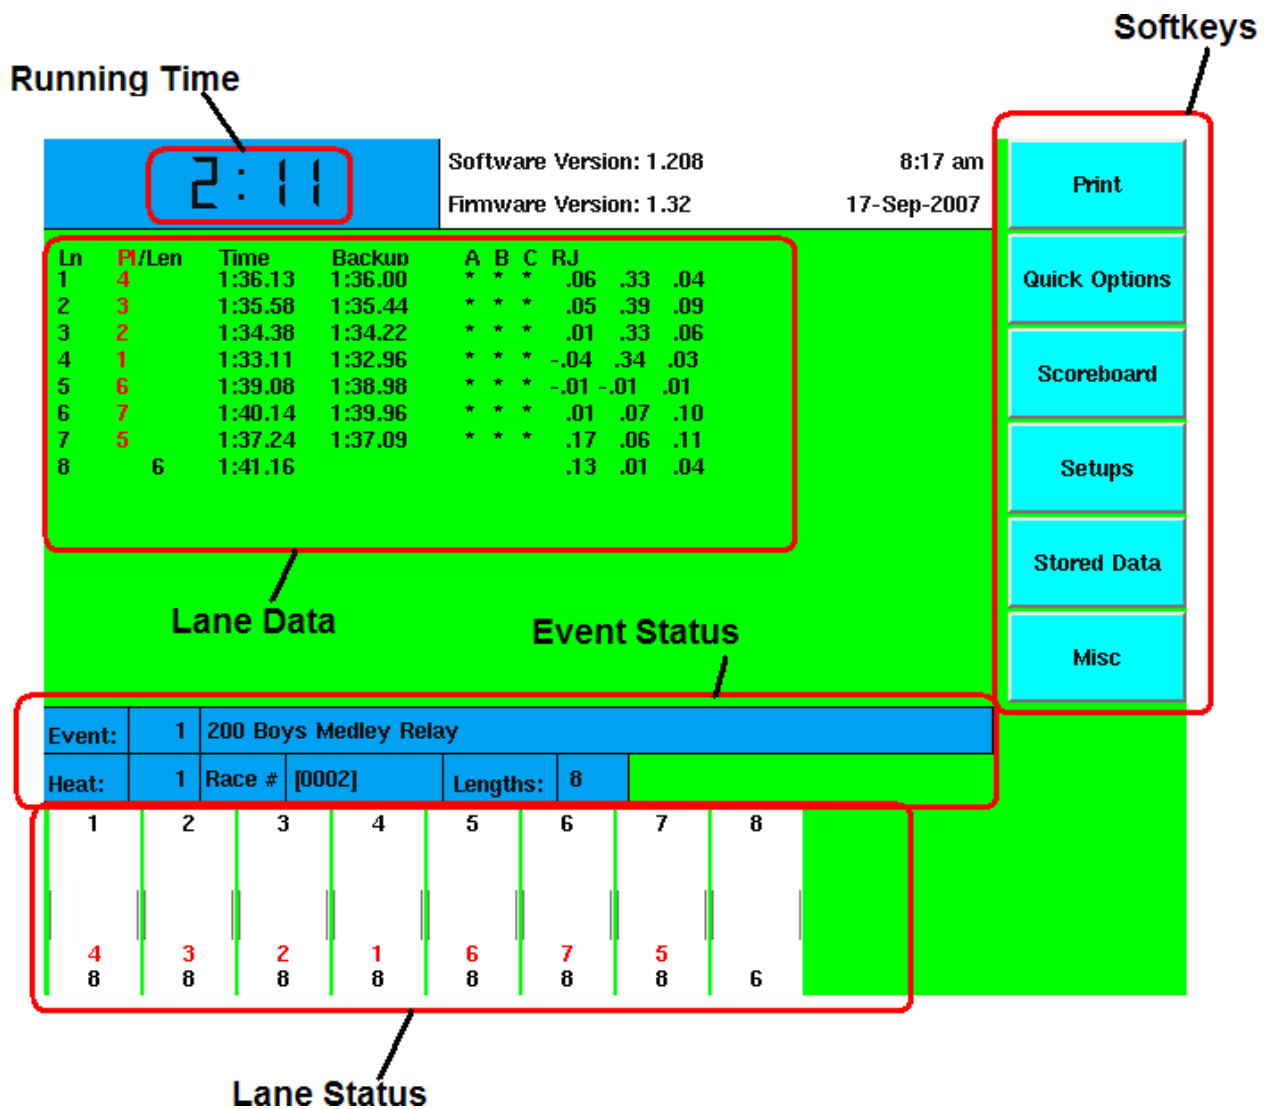 Softkeys
Running Time
2:11
Software Version: 1.208 8:17 am
Firmware Version: 1.32 17-Sep-2007
Print
Quick Options
Scoreboard
Setups
Stored Data
Misc
Ln Pl/Len Time Backup A B C RJ
1 4 1:36.13 1:36.00 * * * .06 .33 .04
2 3 1:35.58 1:35.44 * * * .05 .39 .09
3 2 1:34.38 1:34.22 * * * .01 .33 .06
4 1 1:33.11 1:32.96 * * * -.04 .34 .03
5 6 1:39.08 1:38.98 * * * -.01 -.01 .01
6 7 1:40.14 1:39.96 * * * .01 .07 .10
7 5 1:37.24 1:37.09 * * * .17 .06 .11
8 6 1:41.16 .13 .01 .04
Lane Data
Event Status
Event: 1 200 Boys Medley Relay
Heat: 1 Race # [0002] Lengths: 8
1 2 3 4 5 6 7 8
4 3 2 1 6 7 5
8 8 8 8 8 8 8 6
Lane Status